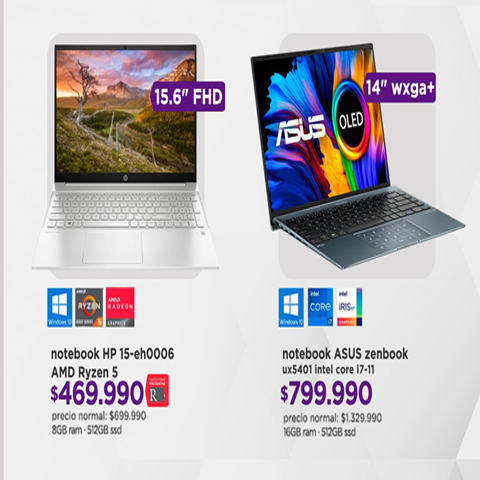 15.6" FHD
14" wxga+
ASUS
OLED
Windows 10
AMD
RYZEN
5
AMD
RADEON
GRAPHICS
Windows 10
intel
CORE
i7
intel
iRIS xe
notebook HP 15-eh0006
AMD Ryzen 5
$469.990
R
precio normal: $699.990
8GB ram · 512GB ssd
notebook ASUS zenbook
ux5401 intel core i7-11
$799.990
precio normal: $1.329.990
16GB ram · 512GB ssd